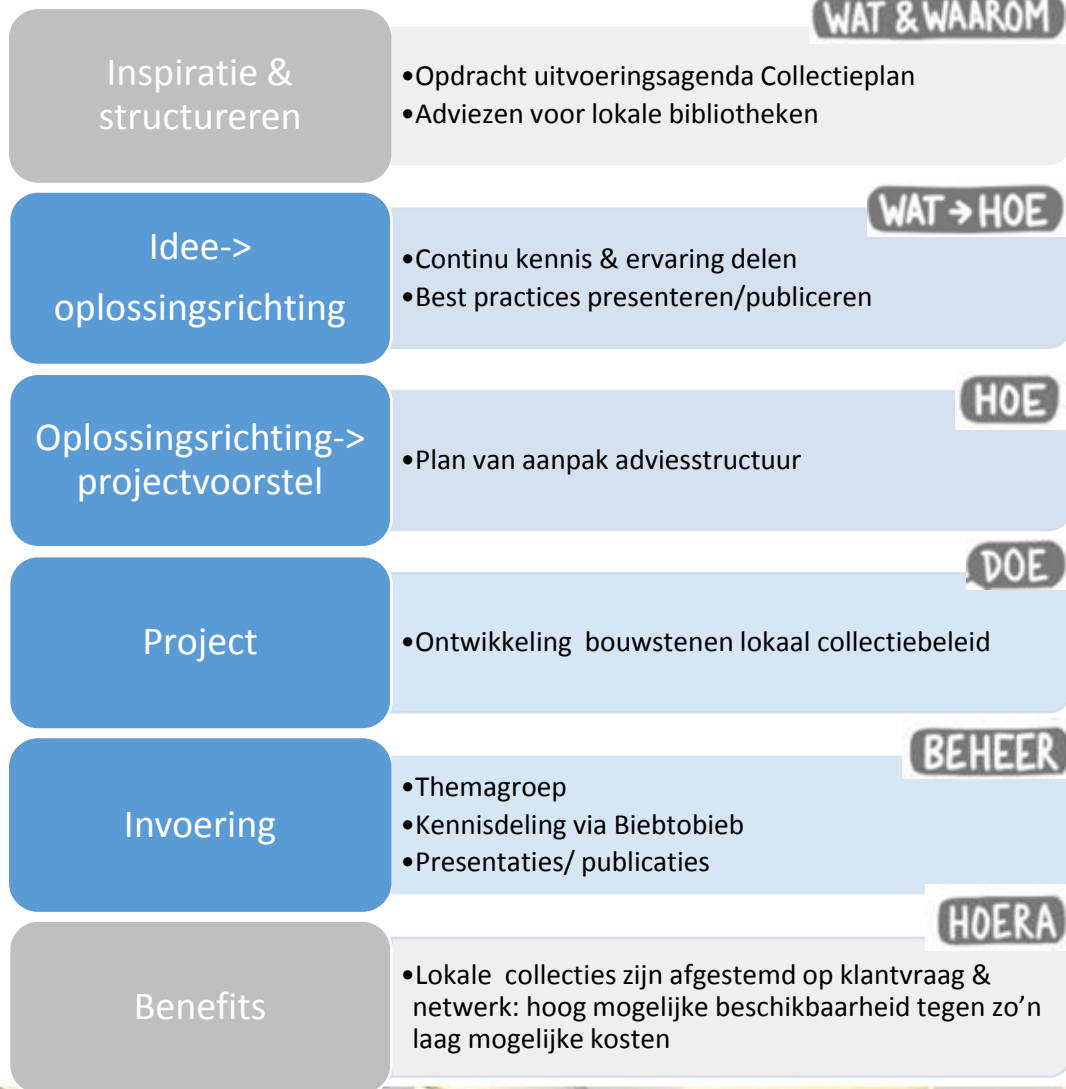 WAT & WAAROM
Inspiratie &
structureren
•Opdracht uitvoeringsagenda Collectieplan
•Adviezen voor lokale bibliotheken
WAT → HOE
Idee->
oplossingsrichting
•Continu kennis & ervaring delen
•Best practices presenteren/publiceren
HOE
Oplossingsrichting->
projectvoorstel
•Plan van aanpak adviesstructuur
DOE
Project
•Ontwikkeling  bouwstenen lokaal collectiebeleid
BEHEER
Invoering
•Themagroep
•Kennisdeling via Biebtobieb
•Presentaties/ publicaties
HOERA
Benefits
•Lokale  collecties zijn afgestemd op klantvraag &
netwerk: hoog mogelijke beschikbaarheid tegen zo’n
laag mogelijke kosten